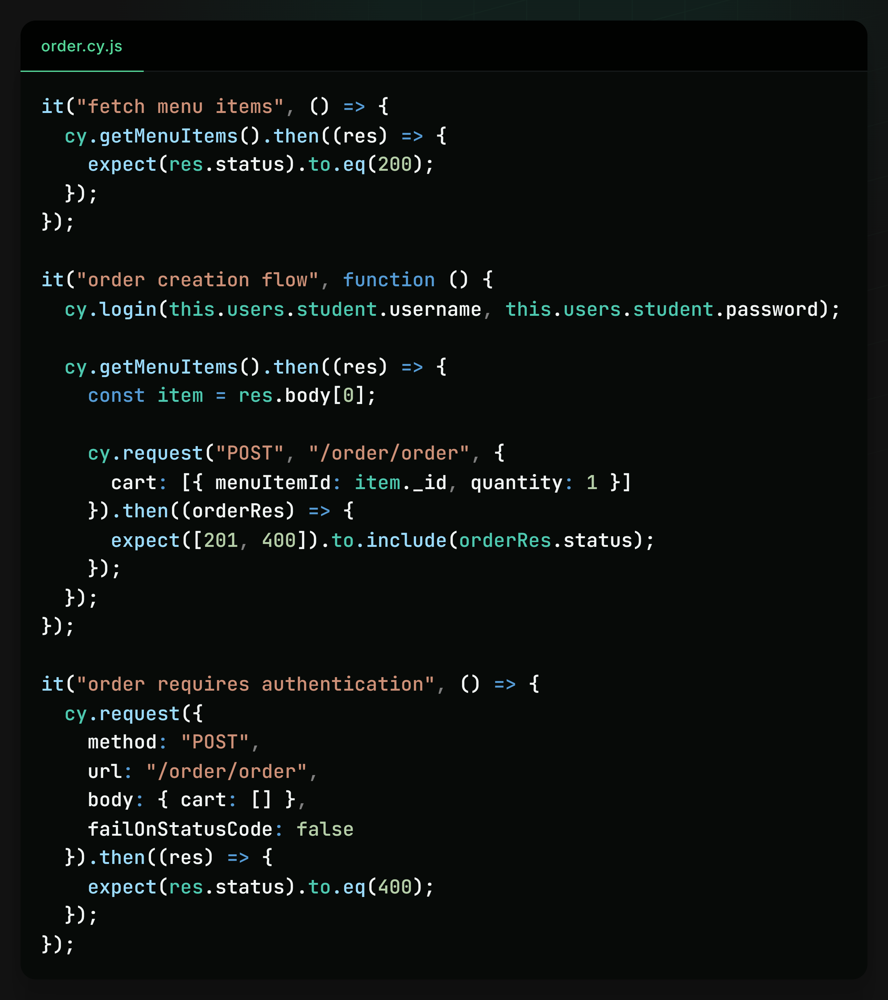 order.cy.js
it("fetch menu items", () => {
  cy.getMenuItems().then((res) => {
    expect(res.status).to.eq(200);
  });
});

it("order creation flow", function () {
  cy.login(this.users.student.username, this.users.student.password);

  cy.getMenuItems().then((res) => {
    const item = res.body[0];

    cy.request("POST", "/order/order", {
      cart: [{ menuItemId: item._id, quantity: 1 }]
    }).then((orderRes) => {
      expect([201, 400]).to.include(orderRes.status);
    });
  });
});

it("order requires authentication", () => {
  cy.request({
    method: "POST",
    url: "/order/order",
    body: { cart: [] },
    failOnStatusCode: false
  }).then((res) => {
    expect(res.status).to.eq(400);
  });
});